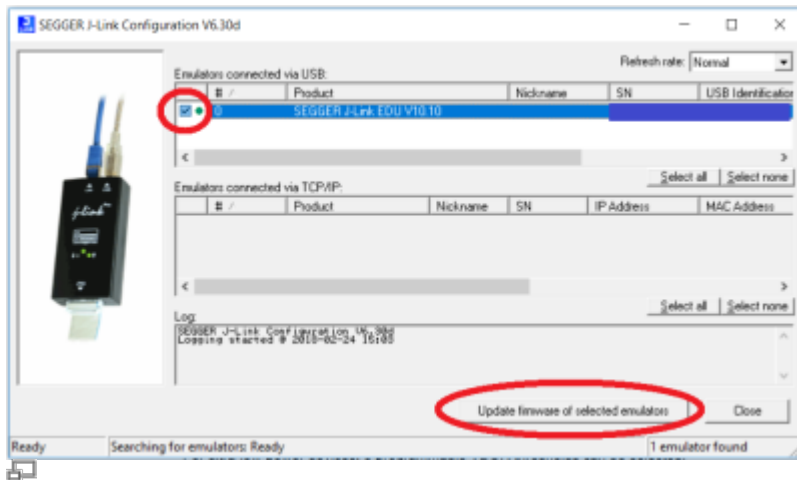 SEGGER J-Link Configuration V6.30d
Refresh rate: Normal
Emulators connected via USB:
# / Product Nickname SN USB Identification
0 SEGGER J-Link EDU V10.10
Select all Select none
Emulators connected via TCP/IP:
# / Product Nickname SN IP Address MAC Address
J-Link
Select all Select none
Log:
SEGGER J-Link Configuration V6.30d
Logging started @ 2018-02-24 15:03
Update firmware of selected emulators Close
Ready Searching for emulators: Ready 1 emulator found